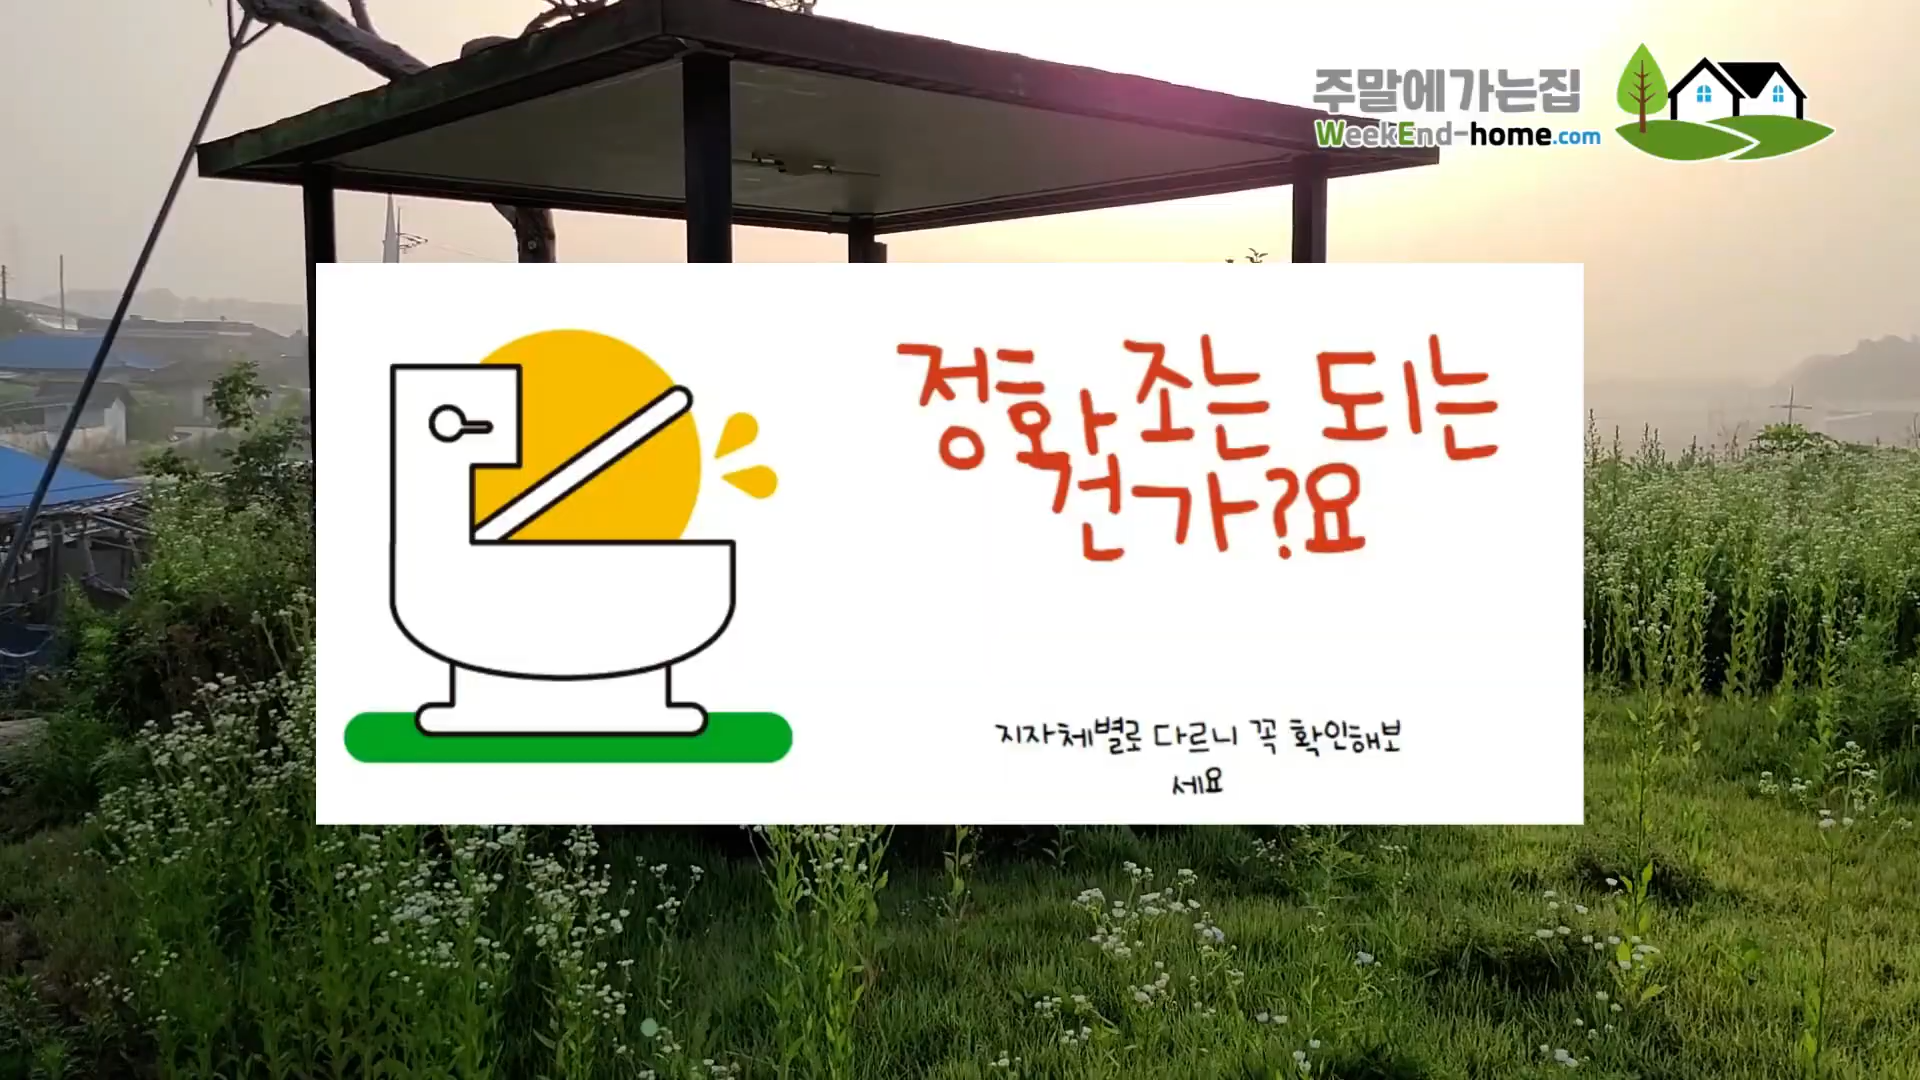 주말에가는집
WeekEnd-home.com
정화조는 되는
건가?요
지자체별로 다르니 꼭 확인해보
세요